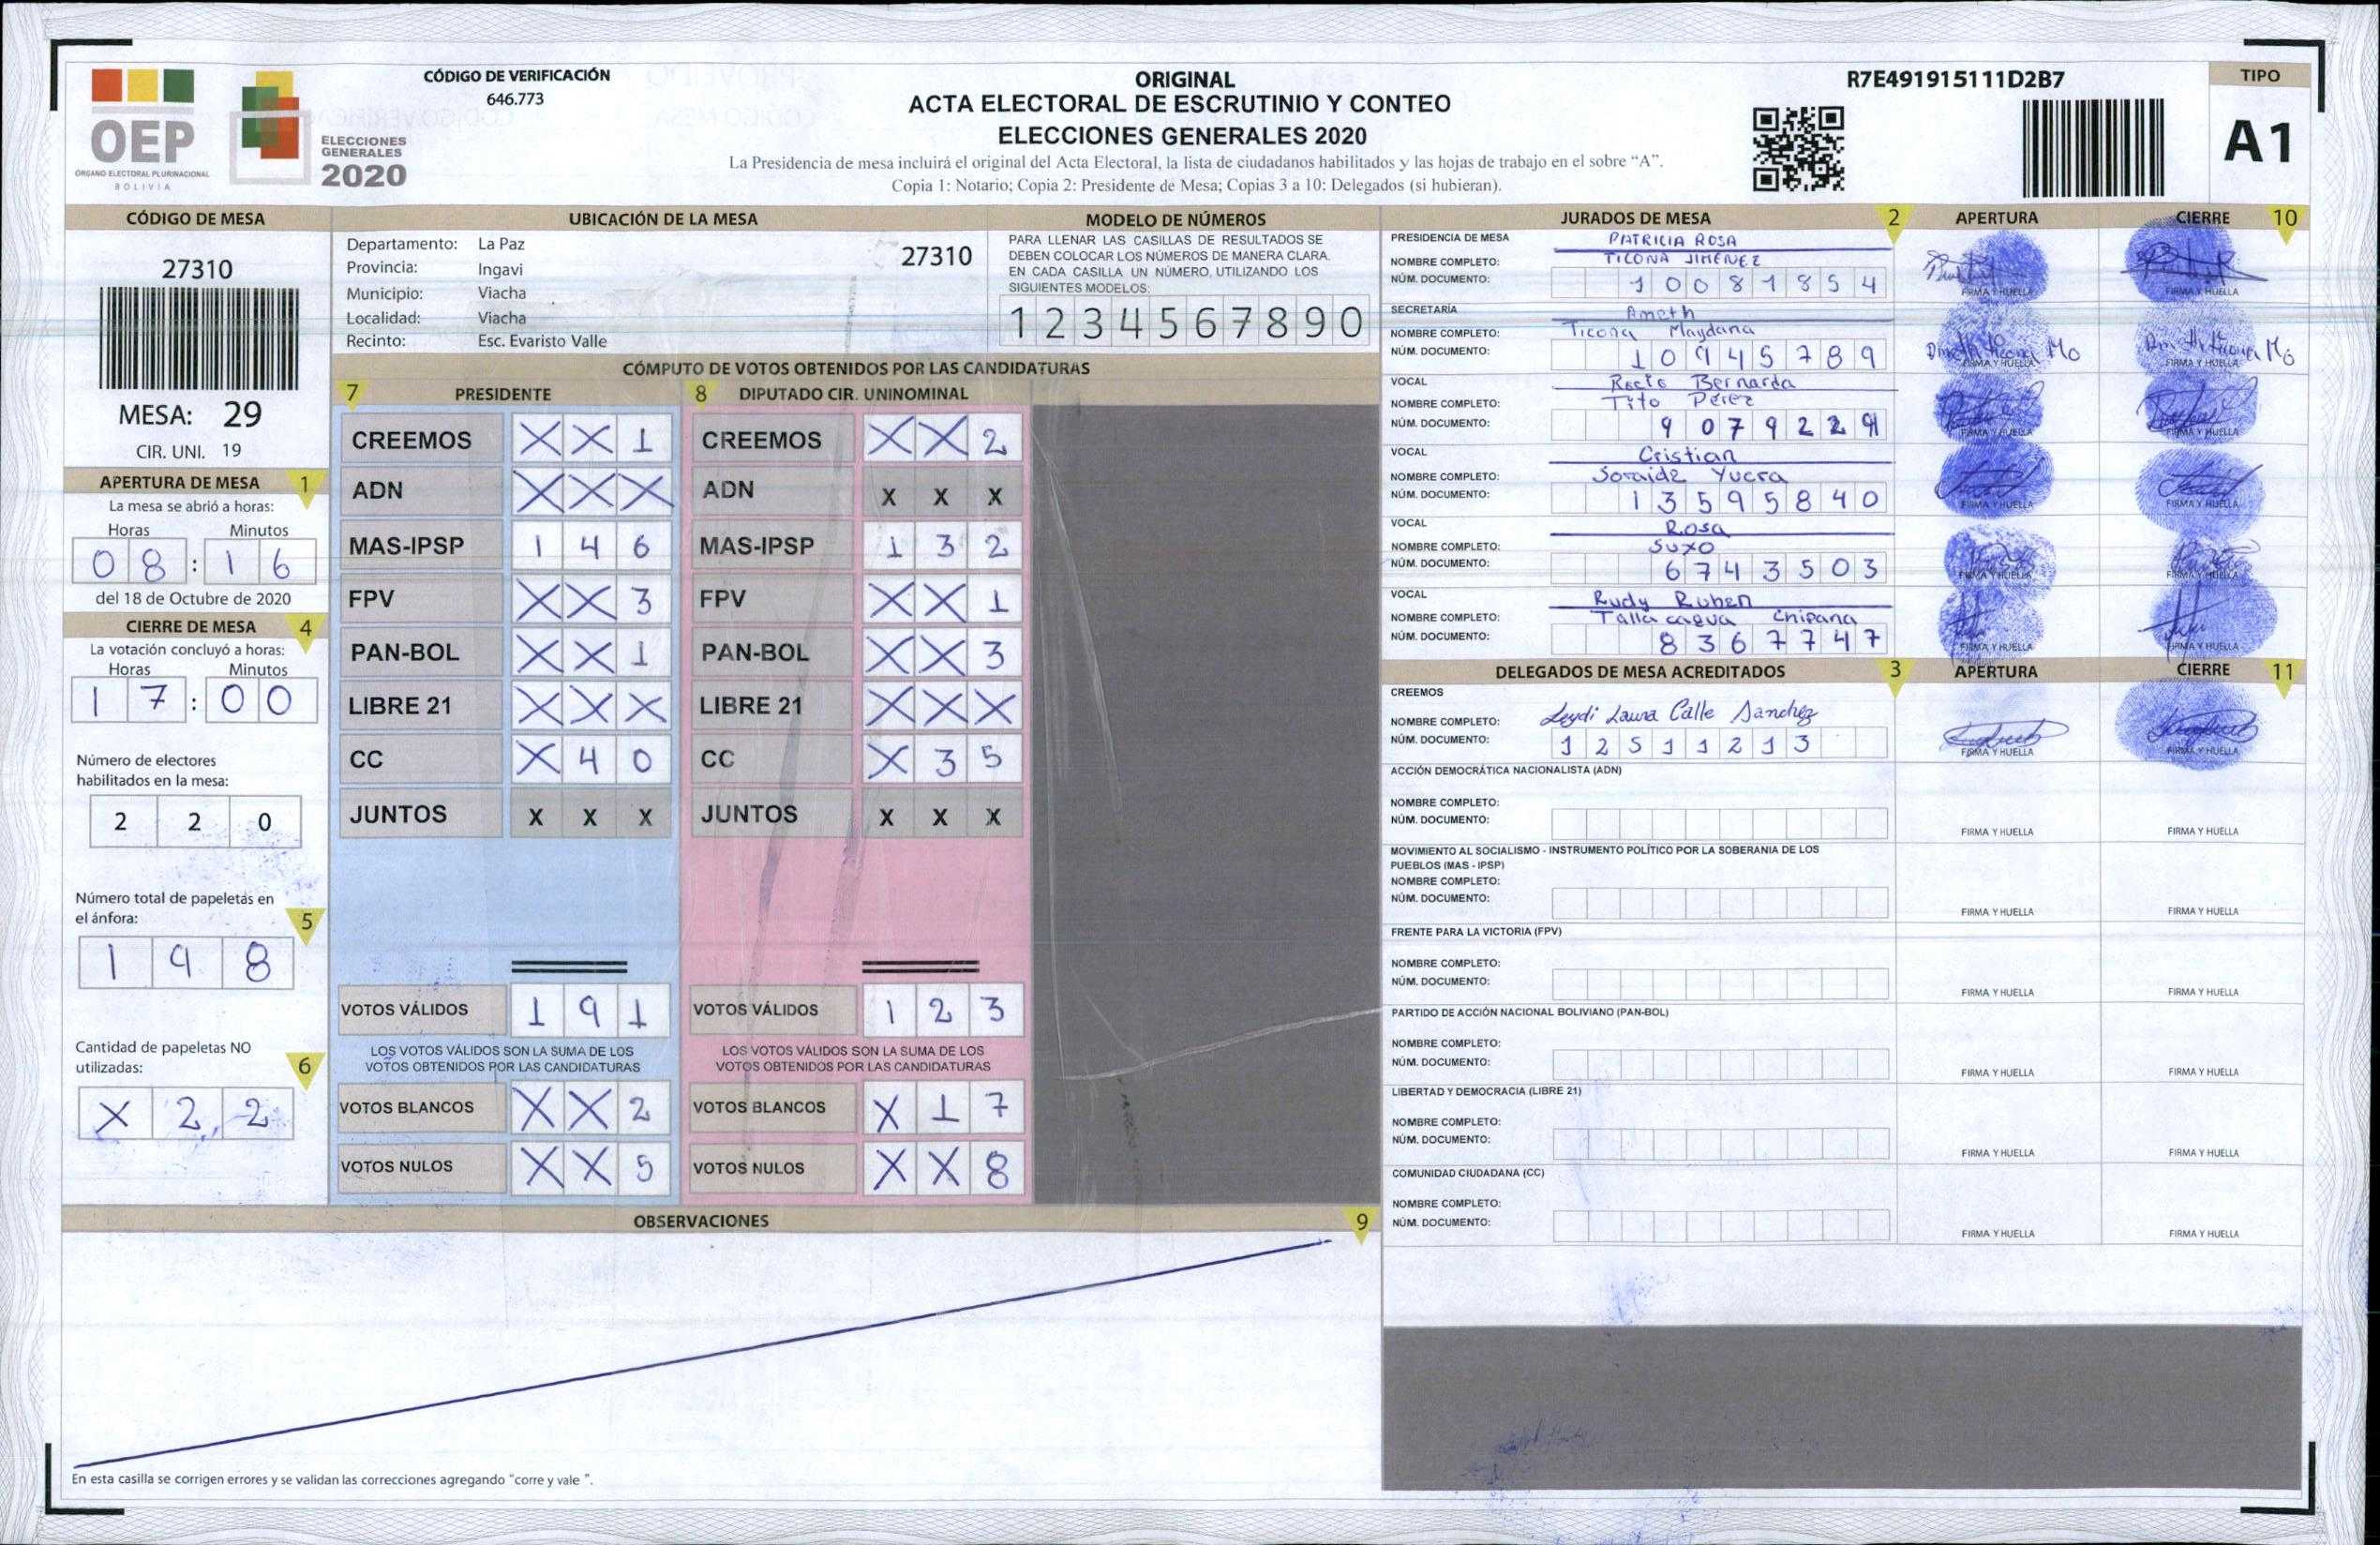 OEP
ÓRGANO ELECTORAL PLURINACIONAL
BOLIVIA
ELECCIONES
GENERALES
2020
CÓDIGO DE VERIFICACIÓN
646.773
ORIGINAL
ACTA ELECTORAL DE ESCRUTINIO Y CONTEO
ELECCIONES GENERALES 2020
La Presidencia de mesa incluirá el original del Acta Electoral, la lista de ciudadanos habilitados y las hojas de trabajo en el sobre “A”.
Copia 1: Notario; Copia 2: Presidente de Mesa; Copias 3 a 10: Delegados (si hubieran).
R7E491915111D2B7
TIPO
A1
CÓDIGO DE MESA
27310
MESA: 29
CIR. UNI. 19
APERTURA DE MESA 1
La mesa se abrió a horas:
Horas Minutos
0 8 : 1 6
del 18 de Octubre de 2020
CIERRE DE MESA 4
La votación concluyó a horas:
Horas Minutos
1 7 : 0 0
Número de electores
habilitados en la mesa:
2 2 0
Número total de papeletas en
el ánfora: 5
1 9 8
Cantidad de papeletas NO
utilizadas: 6
X 2 2
UBICACIÓN DE LA MESA
Departamento: La Paz
27310
Provincia: Ingavi
Municipio: Viacha
Localidad: Viacha
Recinto: Esc. Evaristo Valle
MODELO DE NÚMEROS
PARA LLENAR LAS CASILLAS DE RESULTADOS SE
DEBEN COLOCAR LOS NÚMEROS DE MANERA CLARA.
EN CADA CASILLA UN NÚMERO, UTILIZANDO LOS
SIGUIENTES MODELOS:
1 2 3 4 5 6 7 8 9 0
CÓMPUTO DE VOTOS OBTENIDOS POR LAS CANDIDATURAS
7 PRESIDENTE
CREEMOS X X 1
ADN X X X
MAS-IPSP 1 4 6
FPV X X 3
PAN-BOL X X 1
LIBRE 21 X X X
CC X 4 0
JUNTOS X X X
VOTOS VÁLIDOS 1 9 1
LOS VOTOS VÁLIDOS SON LA SUMA DE LOS
VOTOS OBTENIDOS POR LAS CANDIDATURAS
VOTOS BLANCOS X X 2
VOTOS NULOS X X 5
8 DIPUTADO CIR. UNINOMINAL
CREEMOS X X 2
ADN X X X
MAS-IPSP 1 3 2
FPV X X 1
PAN-BOL X X 3
LIBRE 21 X X X
CC X 3 5
JUNTOS X X X
VOTOS VÁLIDOS 1 2 3
LOS VOTOS VÁLIDOS SON LA SUMA DE LOS
VOTOS OBTENIDOS POR LAS CANDIDATURAS
VOTOS BLANCOS X 1 7
VOTOS NULOS X X 8
OBSERVACIONES 9
En esta casilla se corrigen errores y se validan las correcciones agregando "corre y vale ".
JURADOS DE MESA 2 APERTURA CIERRE 10
PRESIDENCIA DE MESA PATRICIA ROSA
NOMBRE COMPLETO: TICONA JIMENEZ
NÚM. DOCUMENTO: 1 0 0 8 1 8 5 4
FIRMA Y HUELLA FIRMA Y HUELLA
SECRETARÍA Ameth
NOMBRE COMPLETO: Ticona Maydana
NÚM. DOCUMENTO: 1 0 9 4 5 7 8 9
FIRMA Y HUELLA FIRMA Y HUELLA
VOCAL Rocio Bernarda
NOMBRE COMPLETO: Tito Pérez
NÚM. DOCUMENTO: 9 0 7 9 2 2
FIRMA Y HUELLA FIRMA Y HUELLA
VOCAL Cristian
NOMBRE COMPLETO: Soraide Yucra
NÚM. DOCUMENTO: 1 3 5 9 5 8 4 0
FIRMA Y HUELLA FIRMA Y HUELLA
VOCAL Rosa
NOMBRE COMPLETO: SUXO
NÚM. DOCUMENTO: 6 7 4 3 5 0 3
FIRMA Y HUELLA FIRMA Y HUELLA
VOCAL Rudy Ruben
NOMBRE COMPLETO: Talla cagua Chipana
NÚM. DOCUMENTO: 8 3 6 7 7 4 7
FIRMA Y HUELLA FIRMA Y HUELLA
DELEGADOS DE MESA ACREDITADOS 3 APERTURA CIERRE 11
CREEMOS
NOMBRE COMPLETO: Leydi Laura Calle Sanchez
NÚM. DOCUMENTO: 1 2 5 1 1 2 1 3
FIRMA Y HUELLA FIRMA Y HUELLA
ACCIÓN DEMOCRÁTICA NACIONALISTA (ADN)
NOMBRE COMPLETO:
NÚM. DOCUMENTO:
FIRMA Y HUELLA FIRMA Y HUELLA
MOVIMIENTO AL SOCIALISMO - INSTRUMENTO POLÍTICO POR LA SOBERANIA DE LOS
PUEBLOS (MAS - IPSP)
NOMBRE COMPLETO:
NÚM. DOCUMENTO:
FIRMA Y HUELLA FIRMA Y HUELLA
FRENTE PARA LA VICTORIA (FPV)
NOMBRE COMPLETO:
NÚM. DOCUMENTO:
FIRMA Y HUELLA FIRMA Y HUELLA
PARTIDO DE ACCIÓN NACIONAL BOLIVIANO (PAN-BOL)
NOMBRE COMPLETO:
NÚM. DOCUMENTO:
FIRMA Y HUELLA FIRMA Y HUELLA
LIBERTAD Y DEMOCRACIA (LIBRE 21)
NOMBRE COMPLETO:
NÚM. DOCUMENTO:
FIRMA Y HUELLA FIRMA Y HUELLA
COMUNIDAD CIUDADANA (CC)
NOMBRE COMPLETO:
NÚM. DOCUMENTO:
FIRMA Y HUELLA FIRMA Y HUELLA